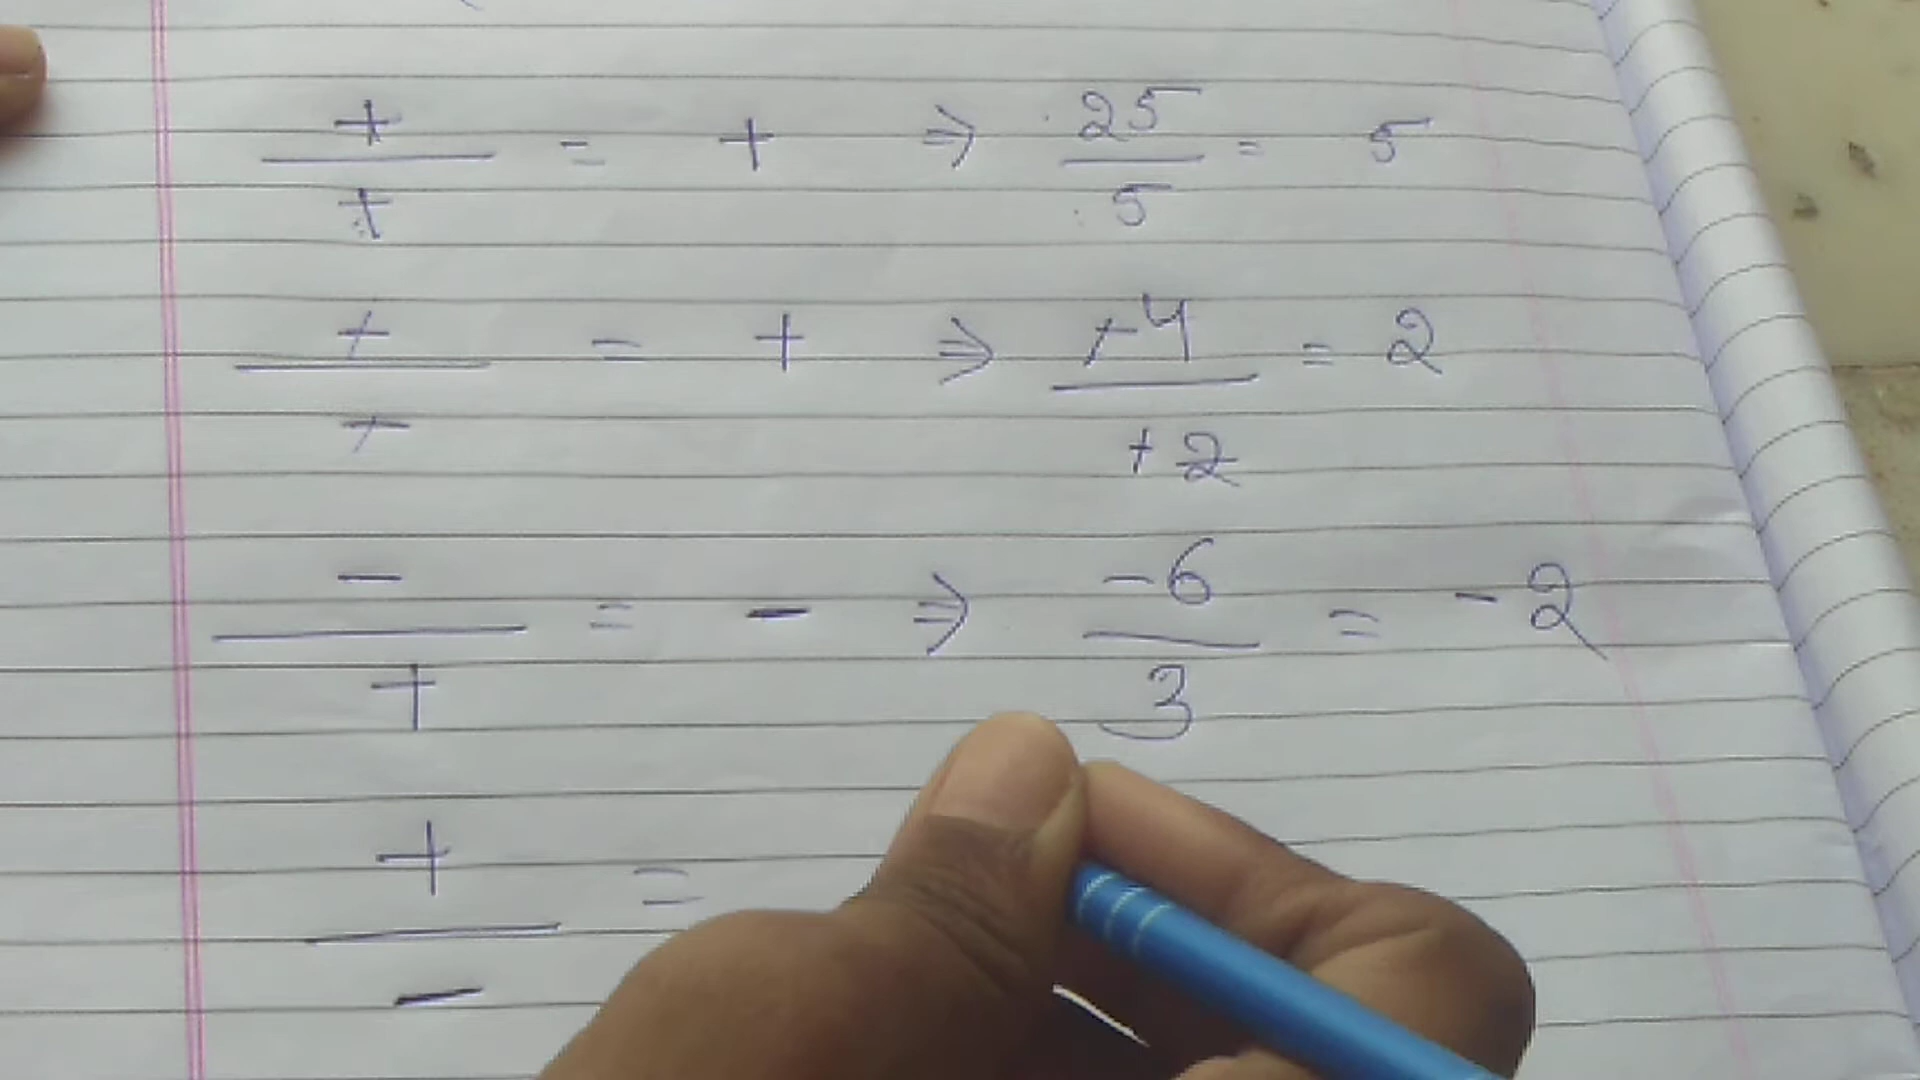 +/+ = + ⇒ 25/5 = 5
+/+ = + ⇒ +4/+2 = 2
-/+ = - ⇒ -6/3 = -2
+/- =